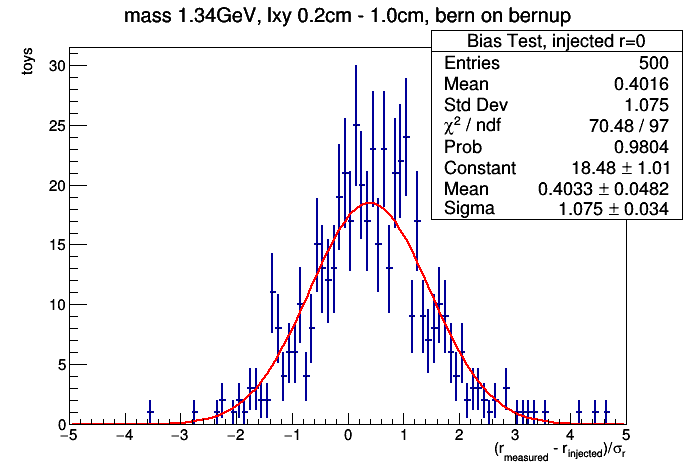 mass 1.34GeV, lxy 0.2cm - 1.0cm, bern on bernup
Bias Test, injected r=0
Entries 500
Mean 0.4016
Std Dev 1.075
χ² / ndf 70.48 / 97
Prob 0.9804
Constant 18.48 ± 1.01
Mean 0.4033 ± 0.0482
Sigma 1.075 ± 0.034
toys
30
25
20
15
10
5
0
−5 −4 −3 −2 −1 0 1 2 3 4 5
(r_measured - r_injected)/σ_r